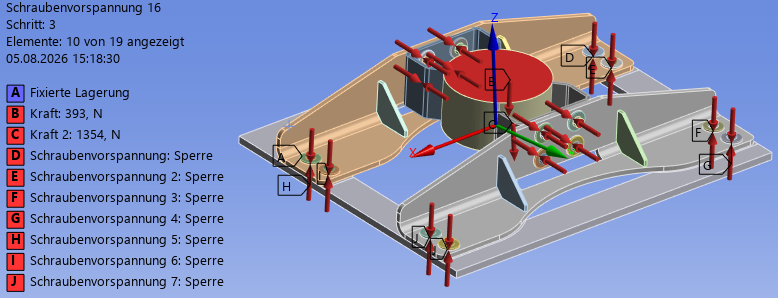 Schraubenvorspannung 16
Schritt: 3
Elemente: 10 von 19 angezeigt
05.08.2026 15:18:30
A Fixierte Lagerung
B Kraft: 393, N
C Kraft 2: 1354, N
D Schraubenvorspannung: Sperre
E Schraubenvorspannung 2: Sperre
F Schraubenvorspannung 3: Sperre
G Schraubenvorspannung 4: Sperre
H Schraubenvorspannung 5: Sperre
I Schraubenvorspannung 6: Sperre
J Schraubenvorspannung 7: Sperre
Z
D
B
F
X
A
G
H